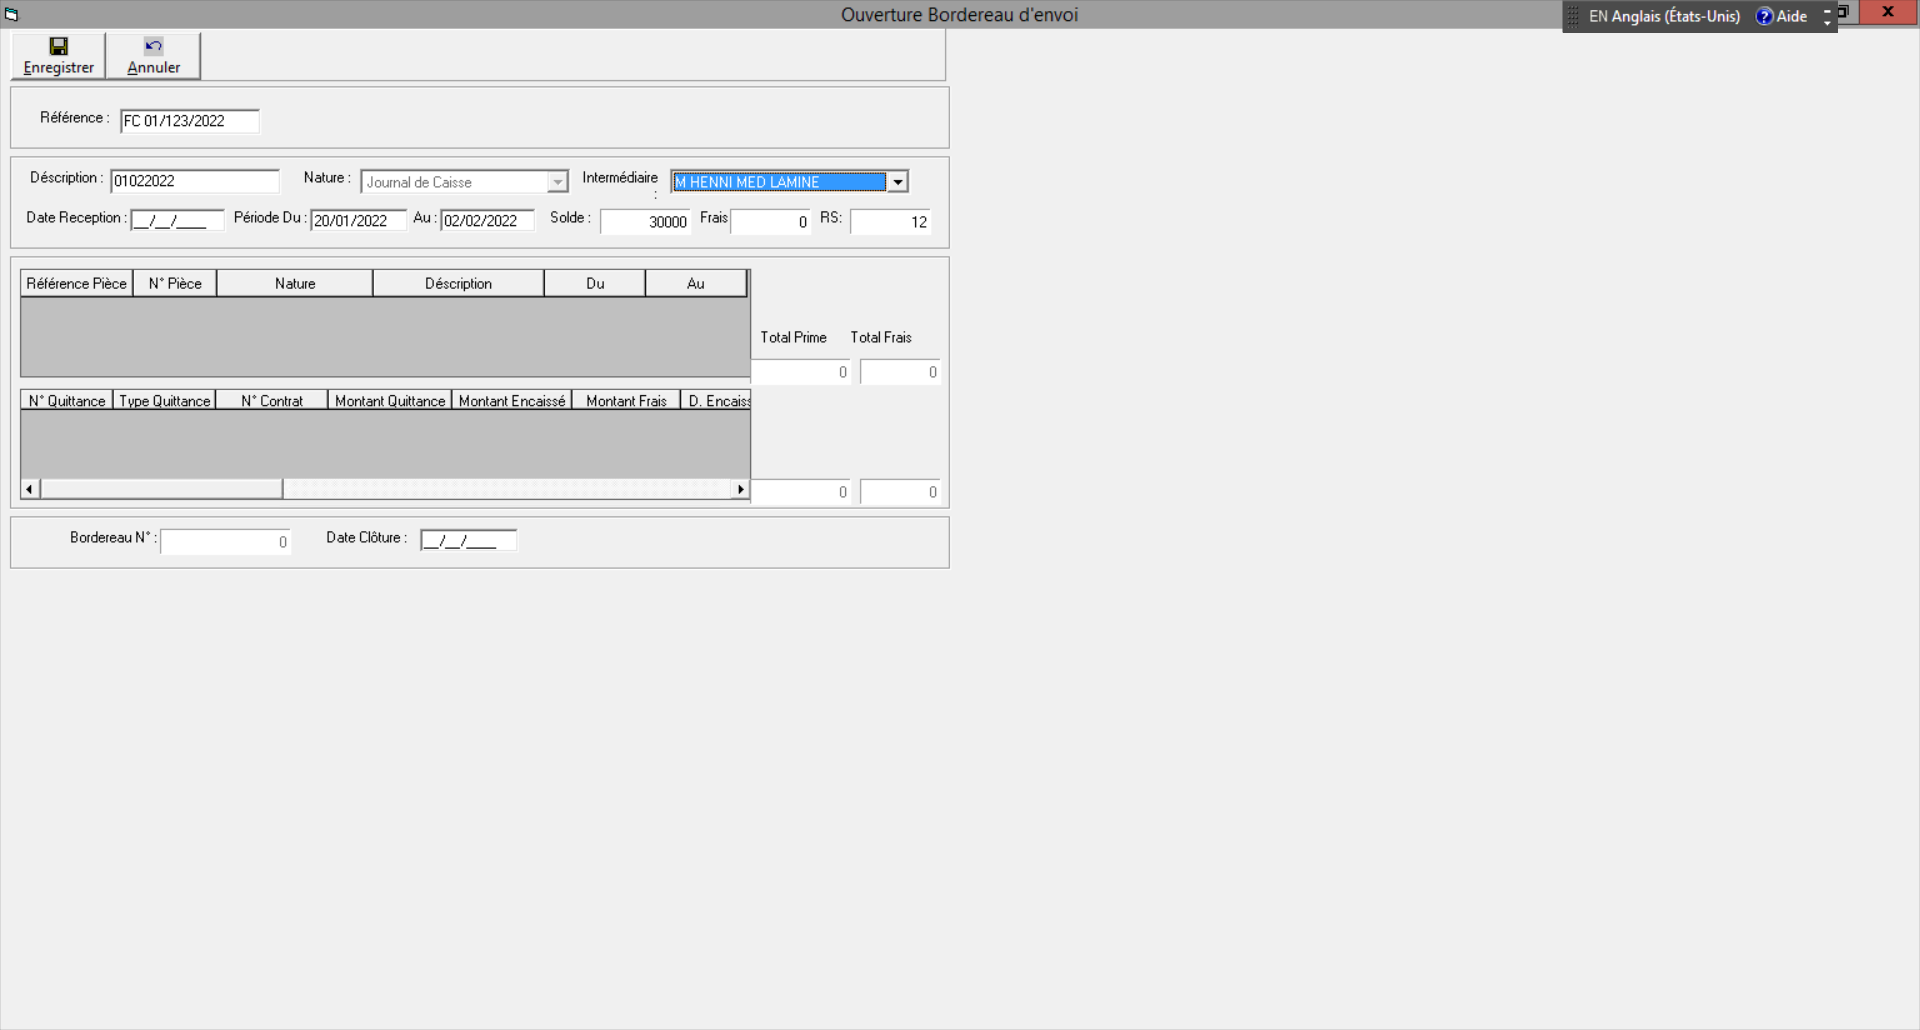 Ouverture Bordereau d'envoi
EN Anglais (États-Unis) ? Aide
X
Enregistrer Annuler
Référence : FC 01/123/2022
Déscription : 01022022 Nature : Journal de Caisse Intermédiaire : M HENNI MED LAMINE
Date Reception : __/__/____ Période Du : 20/01/2022 Au : 02/02/2022 Solde : 30000 Frais 0 RS: 12
Référence Pièce N° Pièce Nature Déscription Du Au
Total Prime Total Frais
0 0
N° Quittance Type Quittance N° Contrat Montant Quittance Montant Encaissé Montant Frais D. Encaiss
0 0
Bordereau N° : 0 Date Clôture : __/__/____